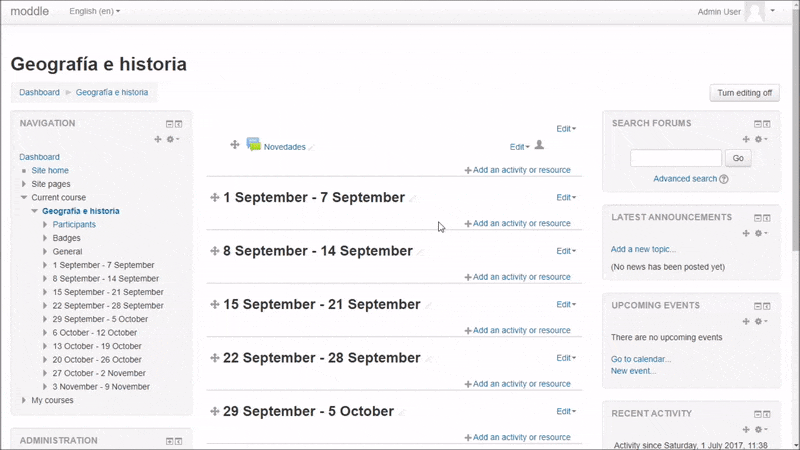 moddle
English (en)
Admin User
Geografía e historia
Dashboard
Geografía e historia
Turn editing off
NAVIGATION
Dashboard
Site home
Site pages
Current course
Geografía e historia
Participants
Badges
General
1 September - 7 September
8 September - 14 September
15 September - 21 September
22 September - 28 September
29 September - 5 October
6 October - 12 October
13 October - 19 October
20 October - 26 October
27 October - 2 November
3 November - 9 November
My courses
ADMINISTRATION
Edit
Novedades
Edit
Add an activity or resource
1 September - 7 September
Edit
Add an activity or resource
8 September - 14 September
Edit
Add an activity or resource
15 September - 21 September
Edit
Add an activity or resource
22 September - 28 September
Edit
Add an activity or resource
29 September - 5 October
Edit
Add an activity or resource
SEARCH FORUMS
Go
Advanced search
LATEST ANNOUNCEMENTS
Add a new topic...
(No news has been posted yet)
UPCOMING EVENTS
There are no upcoming events
Go to calendar...
New event...
RECENT ACTIVITY
Activity since Saturday, 1 July 2017, 11:38